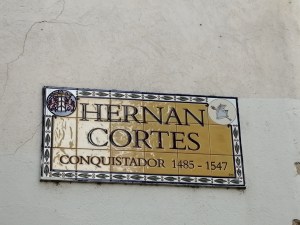 HERNAN
CORTES
CONQUISTADOR 1485 - 1547